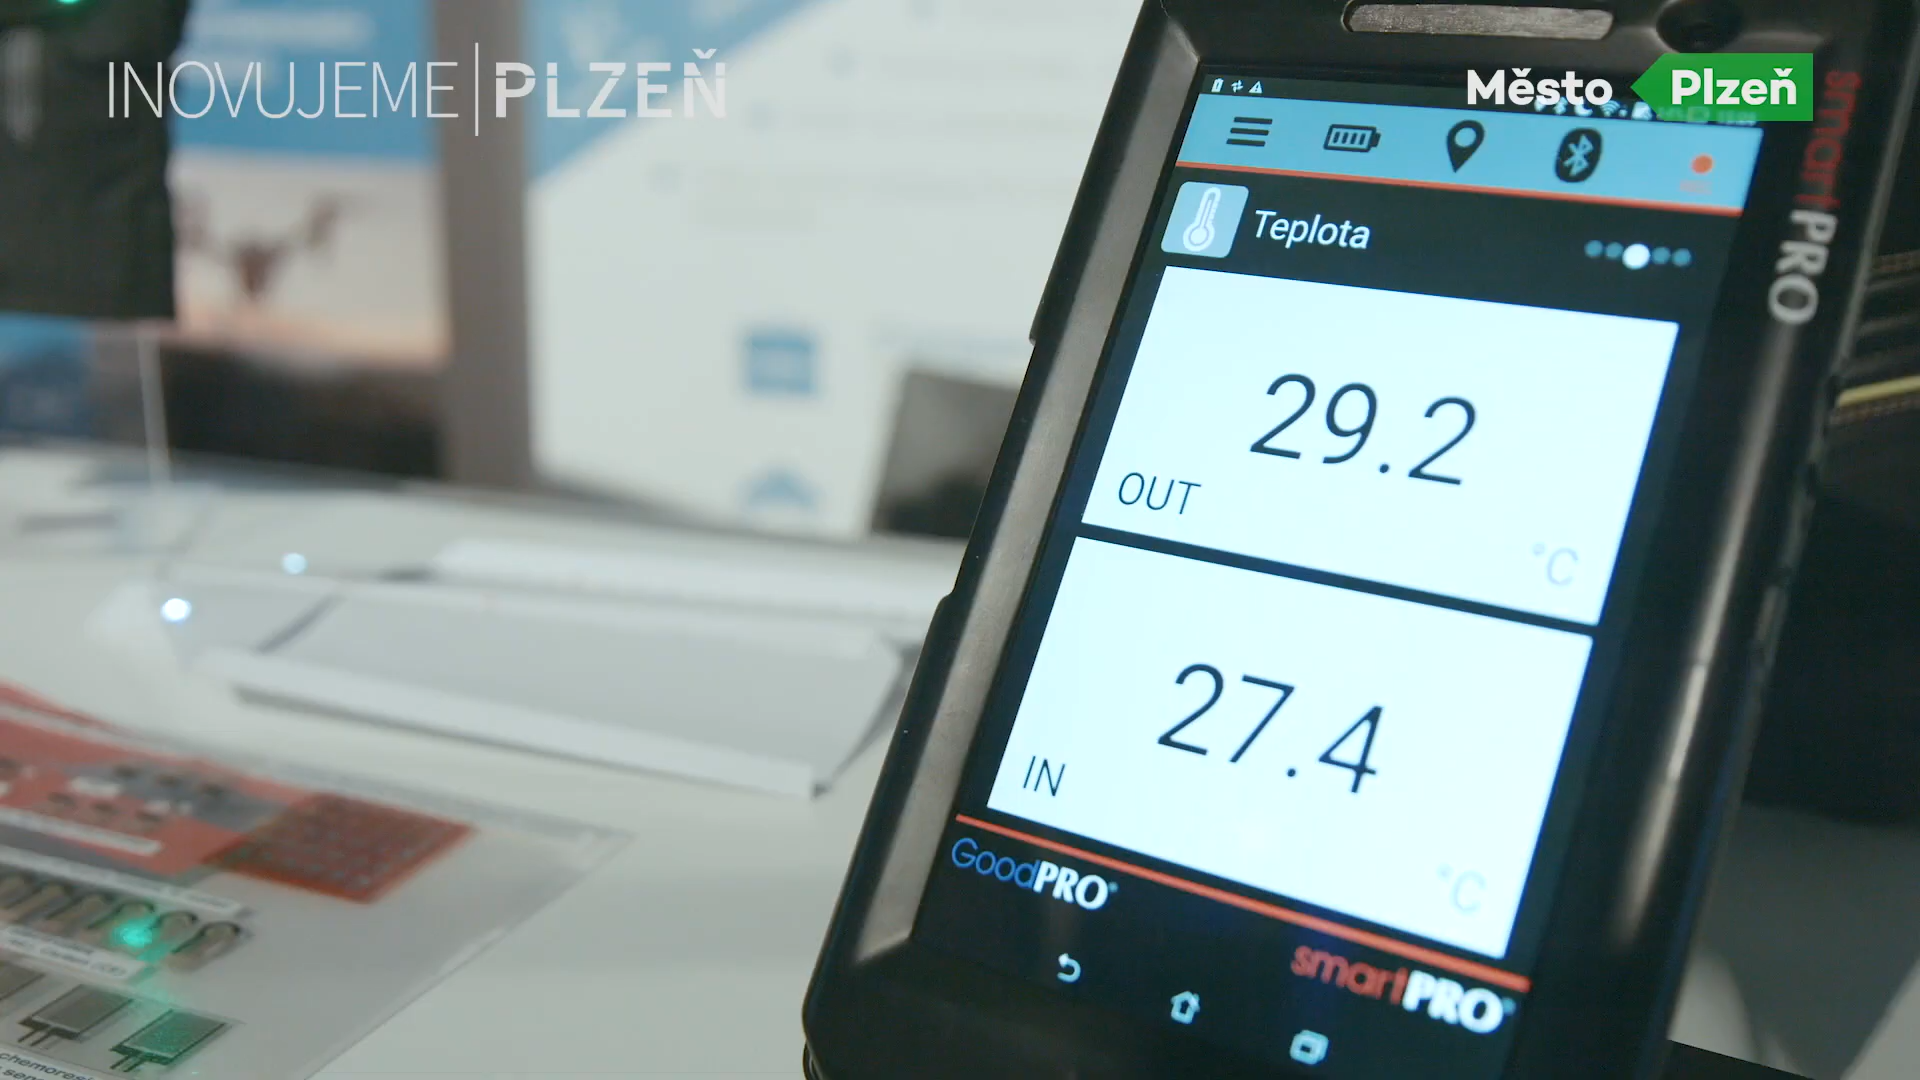 INOVUJEME PLZEŇ
Město Plzeň
smartPRO
Teplota
29.2
OUT
°C
27.4
IN
°C
GoodPRO
smartPRO